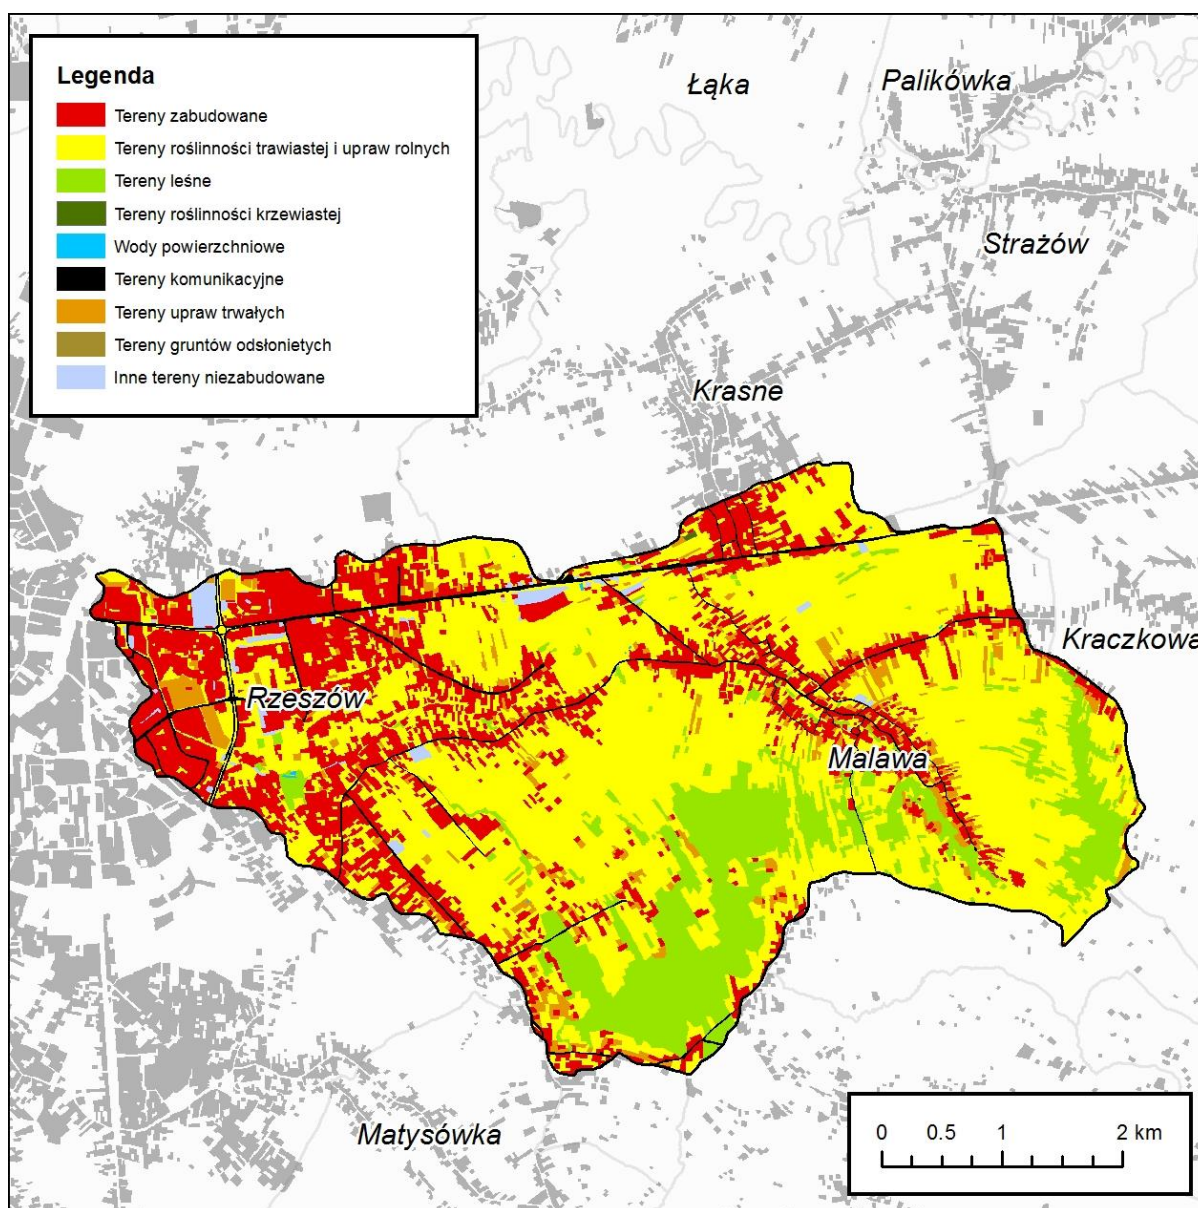 Legenda
Tereny zabudowane
Tereny roślinności trawiastej i upraw rolnych
Tereny leśne
Tereny roślinności krzewiastej
Wody powierzchniowe
Tereny komunikacyjne
Tereny upraw trwałych
Tereny gruntów odsłonietych
Inne tereny niezabudowane
Łąka
Palikówka
Strażów
Krasne
Kraczkowa
Rzeszów
Malawa
Matysówka
0 0.5 1 2 km